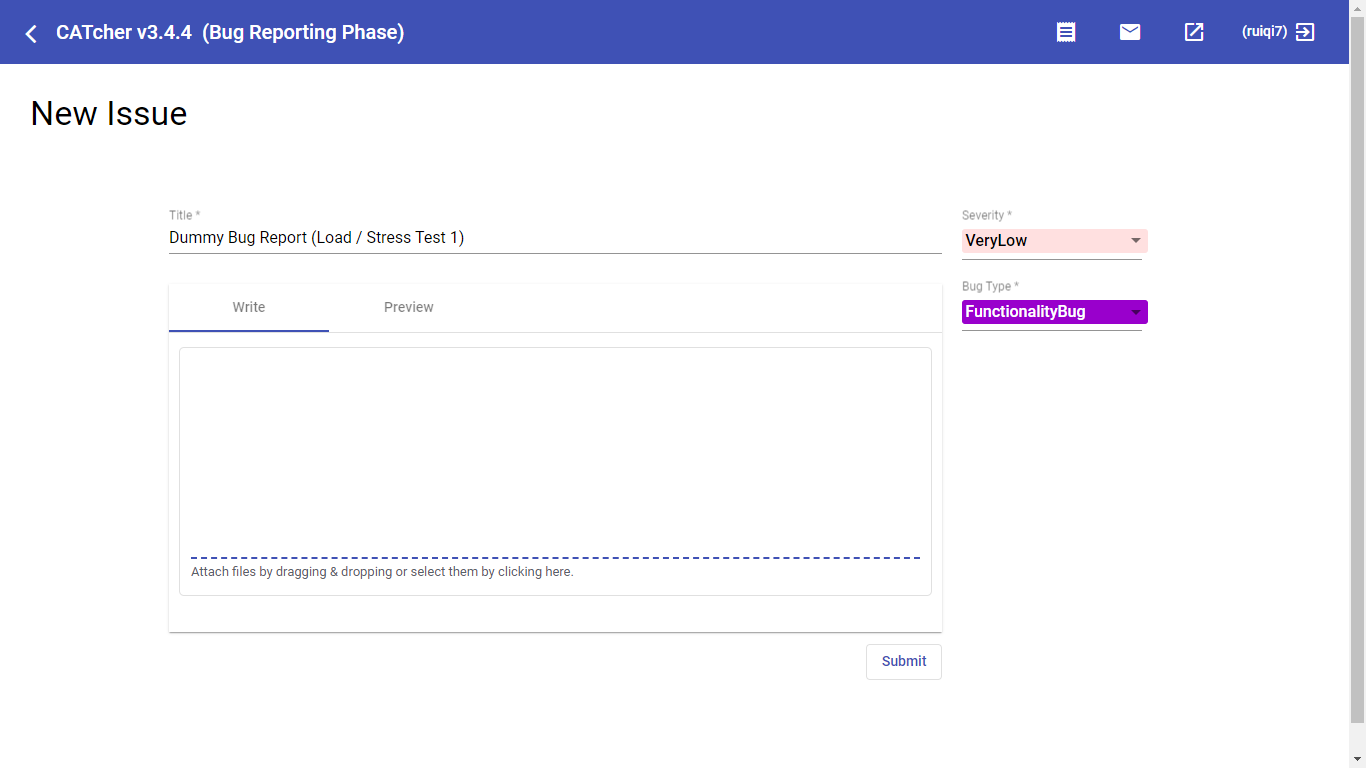 CATcher v3.4.4 (Bug Reporting Phase)
(ruiqi7)
New Issue
Title *
Dummy Bug Report (Load / Stress Test 1)
Severity *
VeryLow
Bug Type *
FunctionalityBug
Write
Preview
Attach files by dragging & dropping or select them by clicking here.
Submit